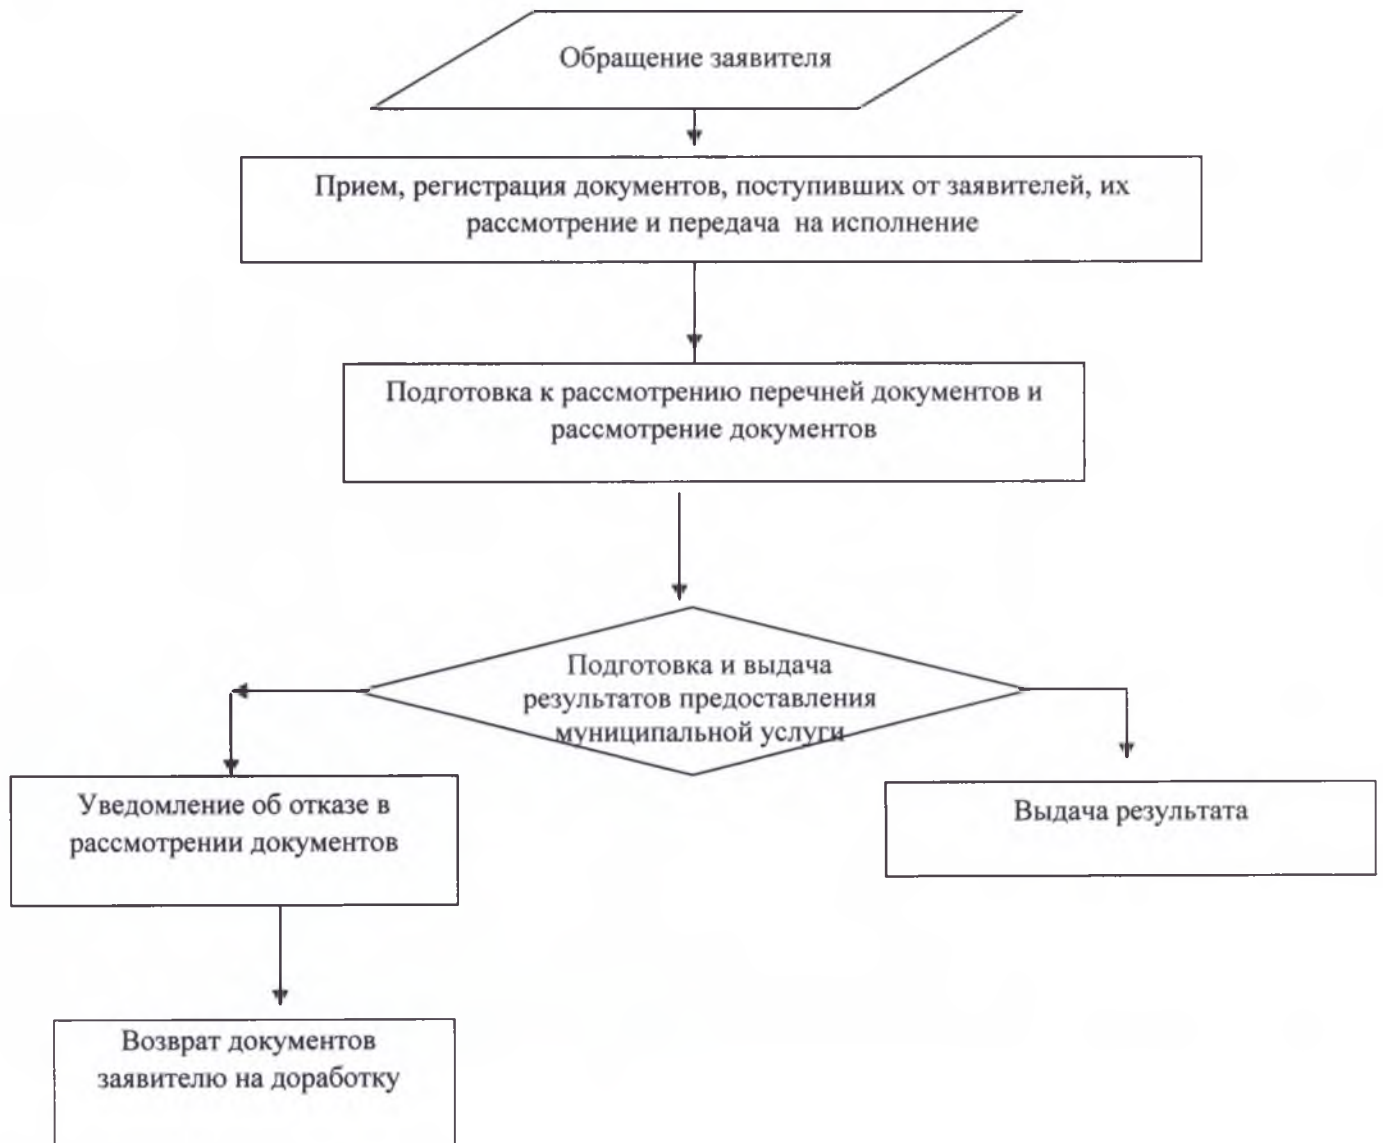 Обращение заявителя
Прием, регистрация документов, поступивших от заявителей, их
рассмотрение и передача на исполнение
Подготовка к рассмотрению перечней документов и
рассмотрение документов
Подготовка и выдача
результатов предоставления
муниципальной услуги
Уведомление об отказе в
рассмотрении документов
Выдача результата
Возврат документов
заявителю на доработку